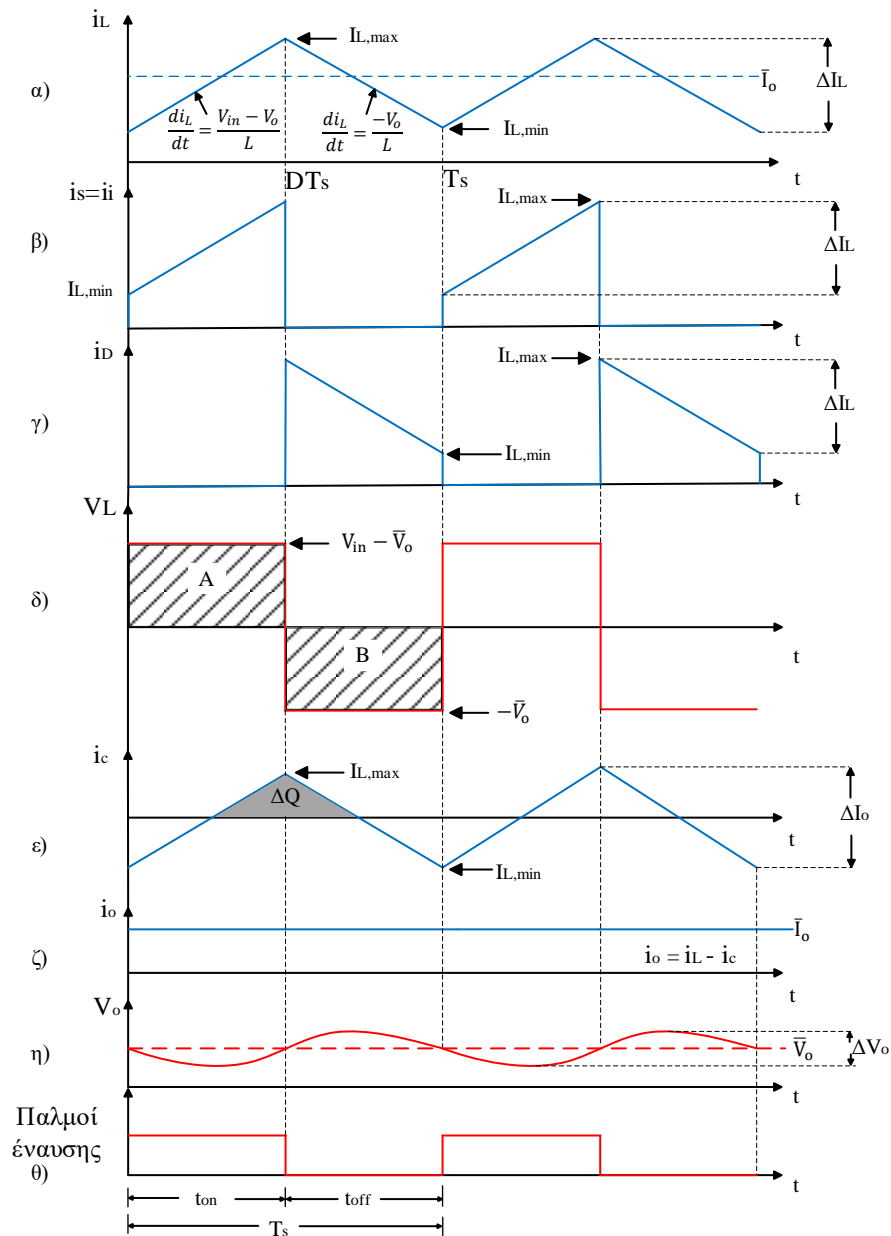 iL
IL,max
Īo
ΔIL
α)
diL/dt = Vin − Vo/L
diL/dt = −Vo/L
IL,min
t
DTs
Ts
is=ii
IL,max
ΔIL
β)
IL,min
t
iD
IL,max
ΔIL
γ)
IL,min
t
VL
Vin − V̄o
A
δ)
B
t
−V̄o
ic
IL,max
ΔQ
ΔIo
t
ε)
IL,min
io
Īo
ζ)
io = iL - ic
t
Vo
η)
V̄o
ΔVo
t
Παλμοί
έναυσης
θ)
t
ton
toff
Ts